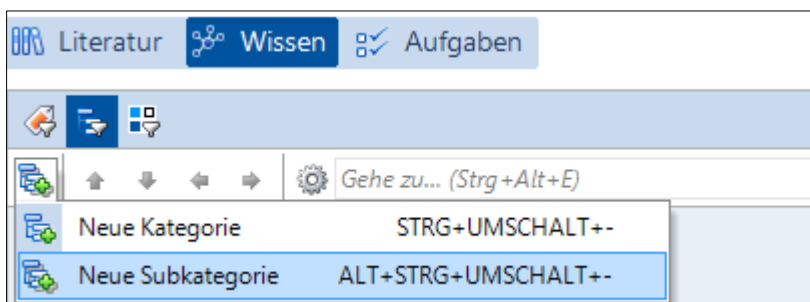 Literatur Wissen Aufgaben
Gehe zu... (Strg+Alt+E)
Neue Kategorie STRG+UMSCHALT+-
Neue Subkategorie ALT+STRG+UMSCHALT+-